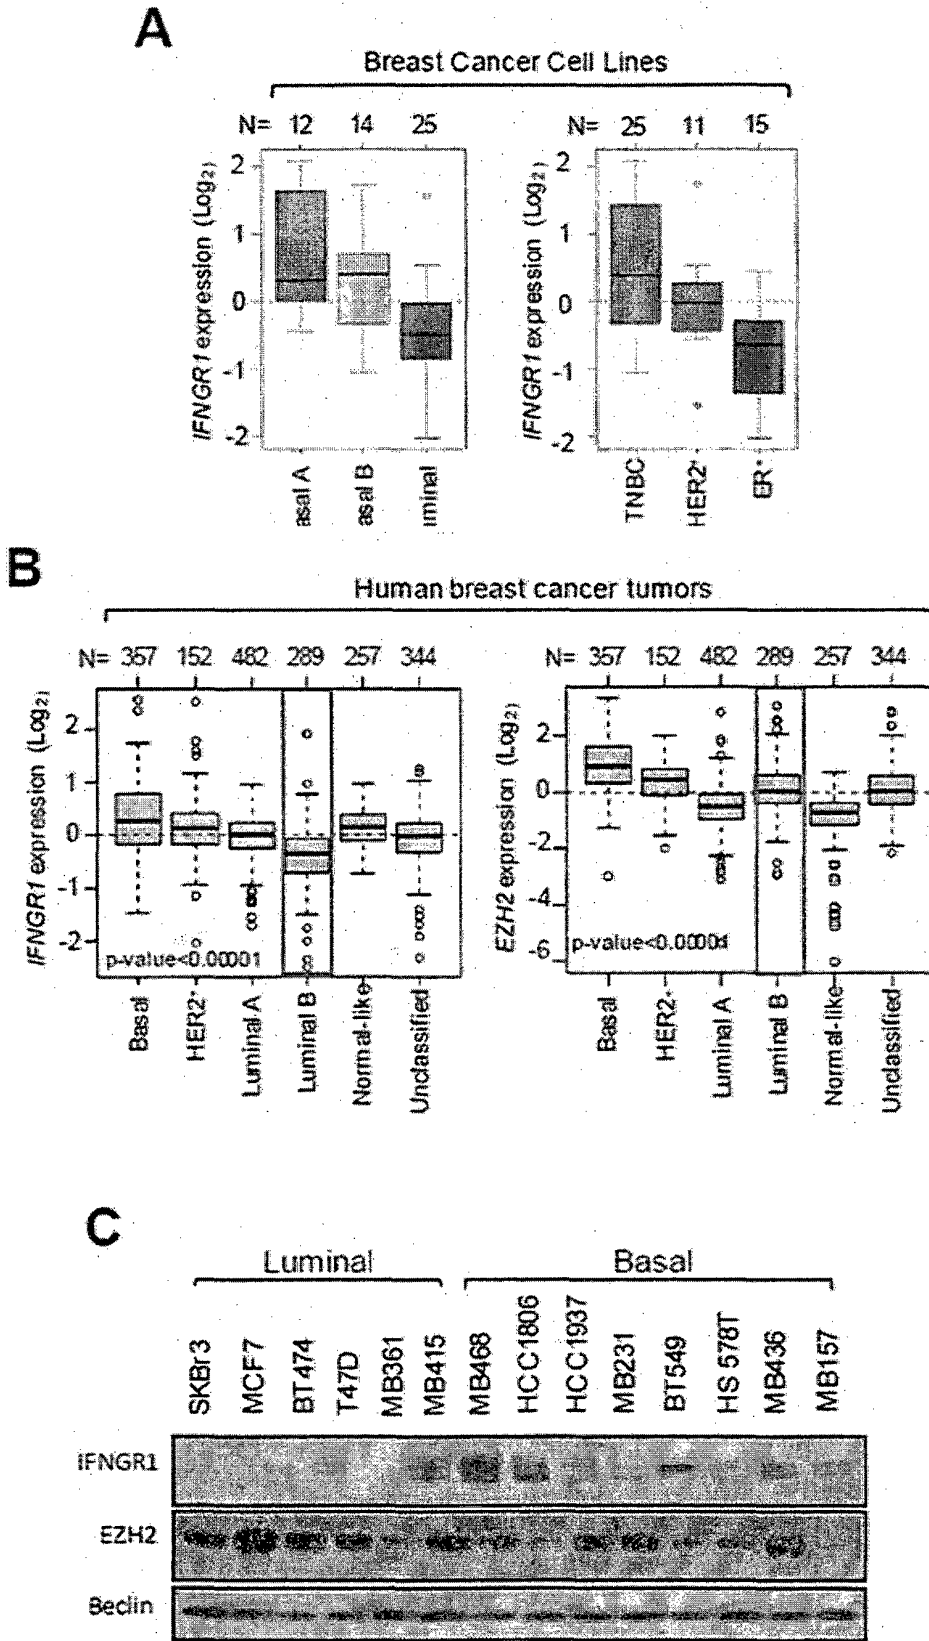 A
Breast Cancer Cell Lines
N= 12 14 25
N= 25 11 15
IFNGR1 expression (Log2)
2
1
0
-1
-2
asal A
asal B
iminal
IFNGR1 expression (Log2)
2
1
0
-1
-2
TNBC
HER2+
ER+
B
Human breast cancer tumors
N= 357 152 482 289 257 344
N= 357 152 482 289 257 344
IFNGR1 expression (Log2)
2
1
0
-1
-2
p-value<0.00001
Basal
HER2+
Luminal A
Luminal B
Normal-like
Unclassified
EZH2 expression (Log2)
2
0
-2
-4
-6
p-value<0.00001
Basal
HER2+
Luminal A
Luminal B
Normal-like
Unclassified
C
Luminal Basal
SKBr3
MCF7
BT474
T47D
MB361
MB415
MB468
HCC1806
HCC1937
MB231
BT549
HS 578T
MB436
MB157
IFNGR1
EZH2
Beclin